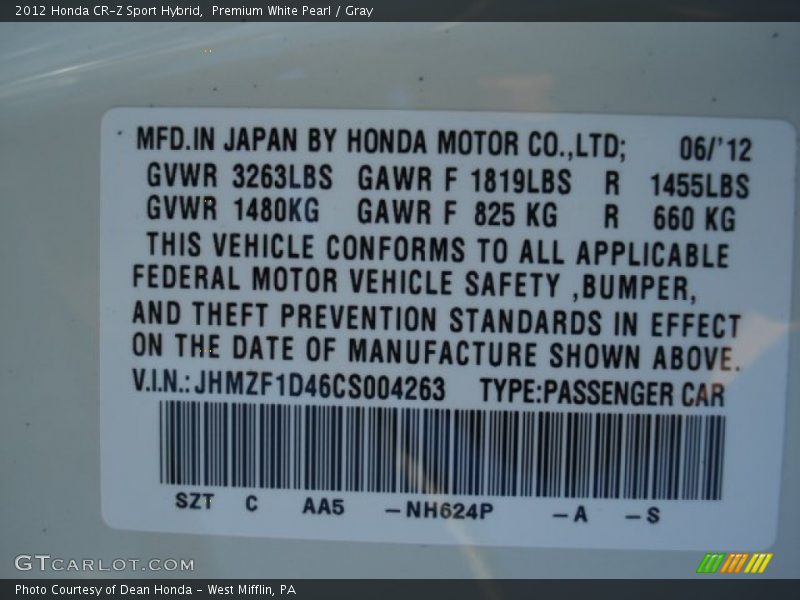 2012 Honda CR-Z Sport Hybrid,  Premium White Pearl / Gray
MFD.IN JAPAN BY HONDA MOTOR CO.,LTD; 06/'12
GVWR 3263LBS GAWR F 1819LBS R 1455LBS
GVWR 1480KG GAWR F 825 KG R 660 KG
THIS VEHICLE CONFORMS TO ALL APPLICABLE
FEDERAL MOTOR VEHICLE SAFETY ,BUMPER,
AND THEFT PREVENTION STANDARDS IN EFFECT
ON THE DATE OF MANUFACTURE SHOWN ABOVE.
V.I.N.:JHMZF1D46CS004263 TYPE:PASSENGER CAR
SZT C AA5 -NH624P -A -S
GTCARLOT.COM
Photo Courtesy of Dean Honda - West Mifflin, PA